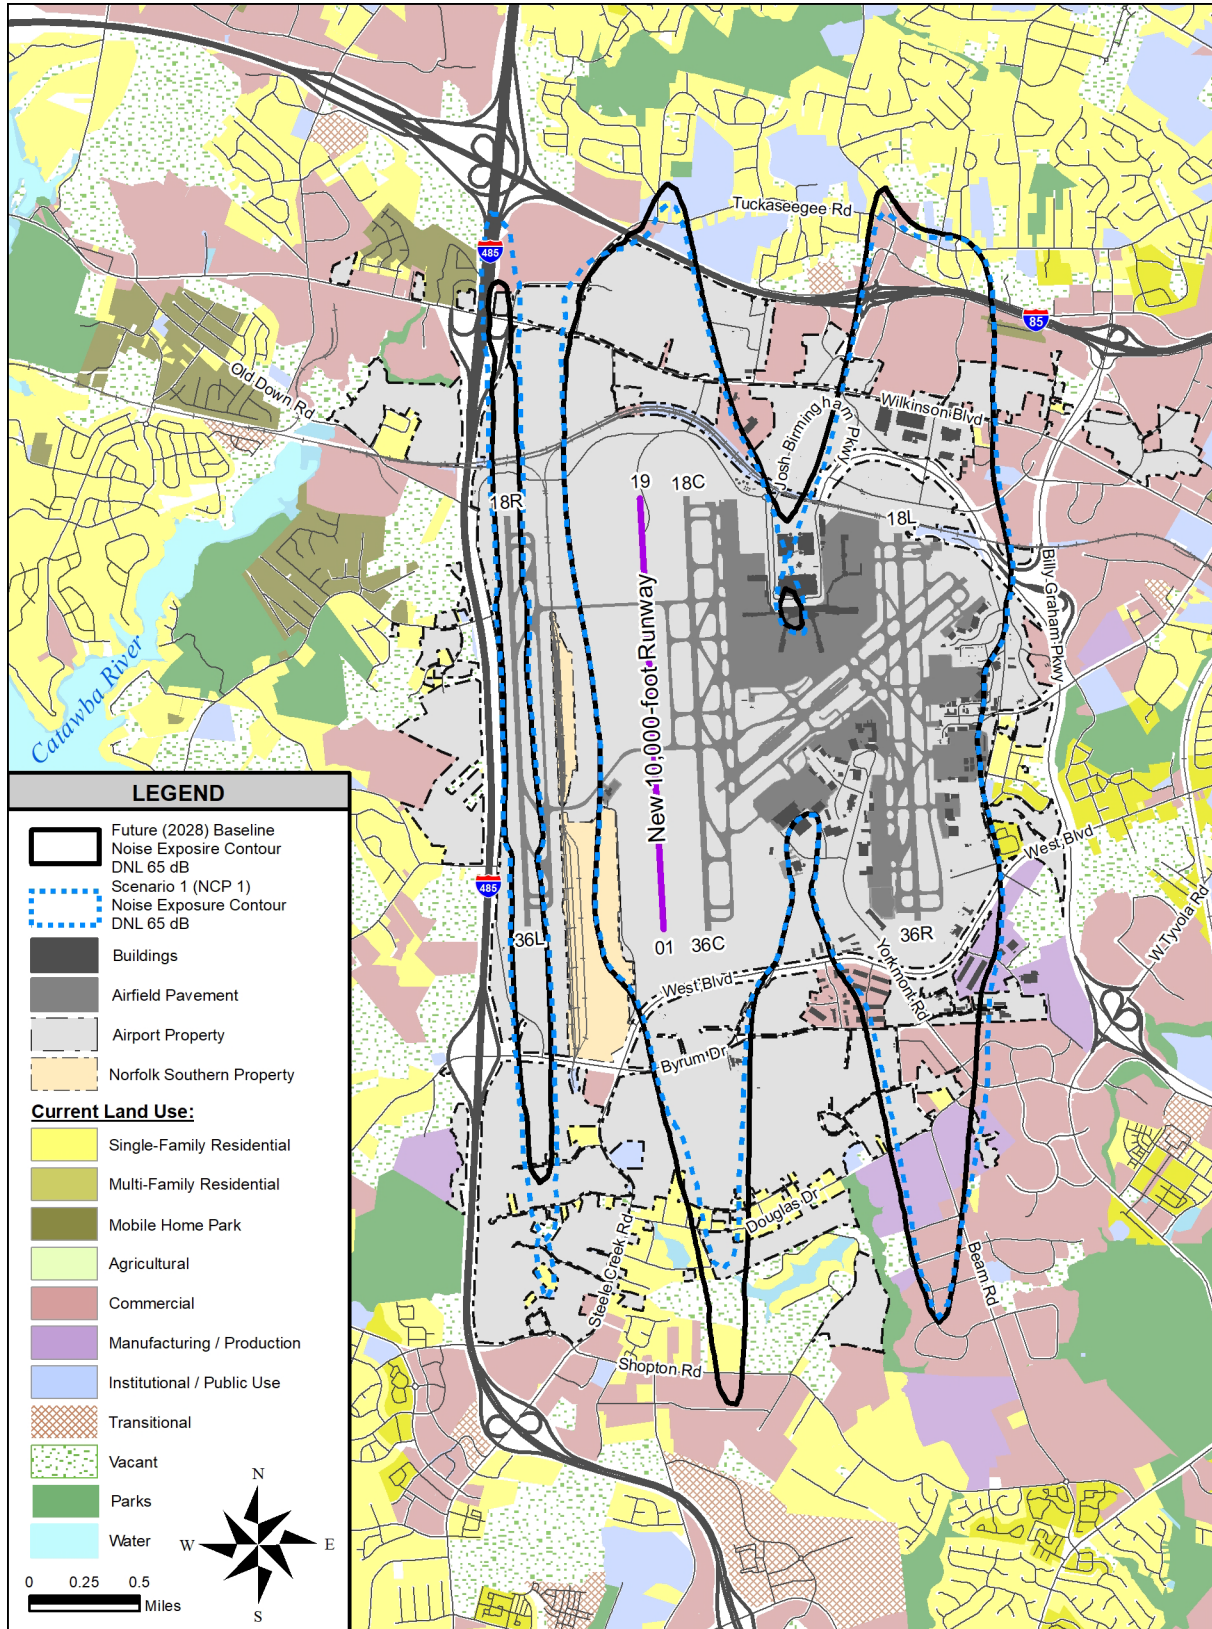 Tuckaseegee Rd
485
85
Old Down Rd
Wilkinson Blvd
Josh Birmingham Pkwy
19
18C
18R
18L
Billy Graham Pkwy
New 10,000-foot Runway
Catawba River
West Blvd
W Tyvola Rd
485
36L
01
36C
36R
Yorkmont Rd
West Blvd
Byrum Dr
Douglas Dr
Steele Creek Rd
Beam Rd
Shopton Rd
LEGEND
Future (2028) Baseline
Noise Exposire Contour
DNL 65 dB
Scenario 1 (NCP 1)
Noise Exposure Contour
DNL 65 dB
Buildings
Airfield Pavement
Airport Property
Norfolk Southern Property
Current Land Use:
Single-Family Residential
Multi-Family Residential
Mobile Home Park
Agricultural
Commercial
Manufacturing / Production
Institutional / Public Use
Transitional
Vacant
Parks
Water
N
W
E
S
0 0.25 0.5
Miles